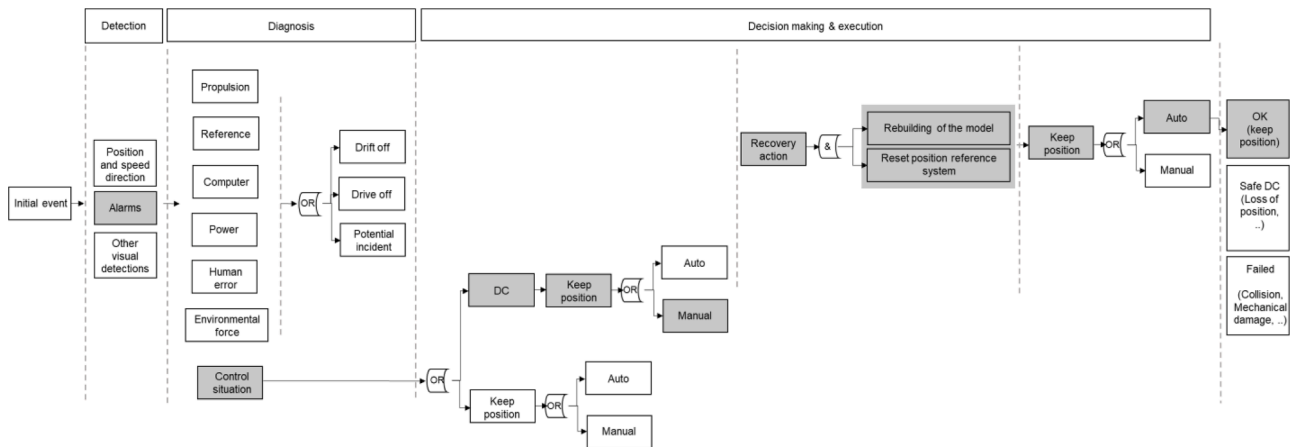 Detection
Diagnosis
Decision making & execution
Initial event
Position
and speed
direction
Alarms
Other
visual
detections
Propulsion
Reference
Computer
Power
Human
error
Environmental
force
Control
situation
OR
Drift off
Drive off
Potential
incident
OR
DC
Keep
position
OR
Auto
Manual
Keep
position
OR
Auto
Manual
Recovery
action
&
Rebuilding of the model
Reset position reference
system
Keep
position
OR
Auto
Manual
OK
(keep
position)
Safe DC
(Loss of
position,
..)
Failed
(Collision,
Mechanical
damage, ..)